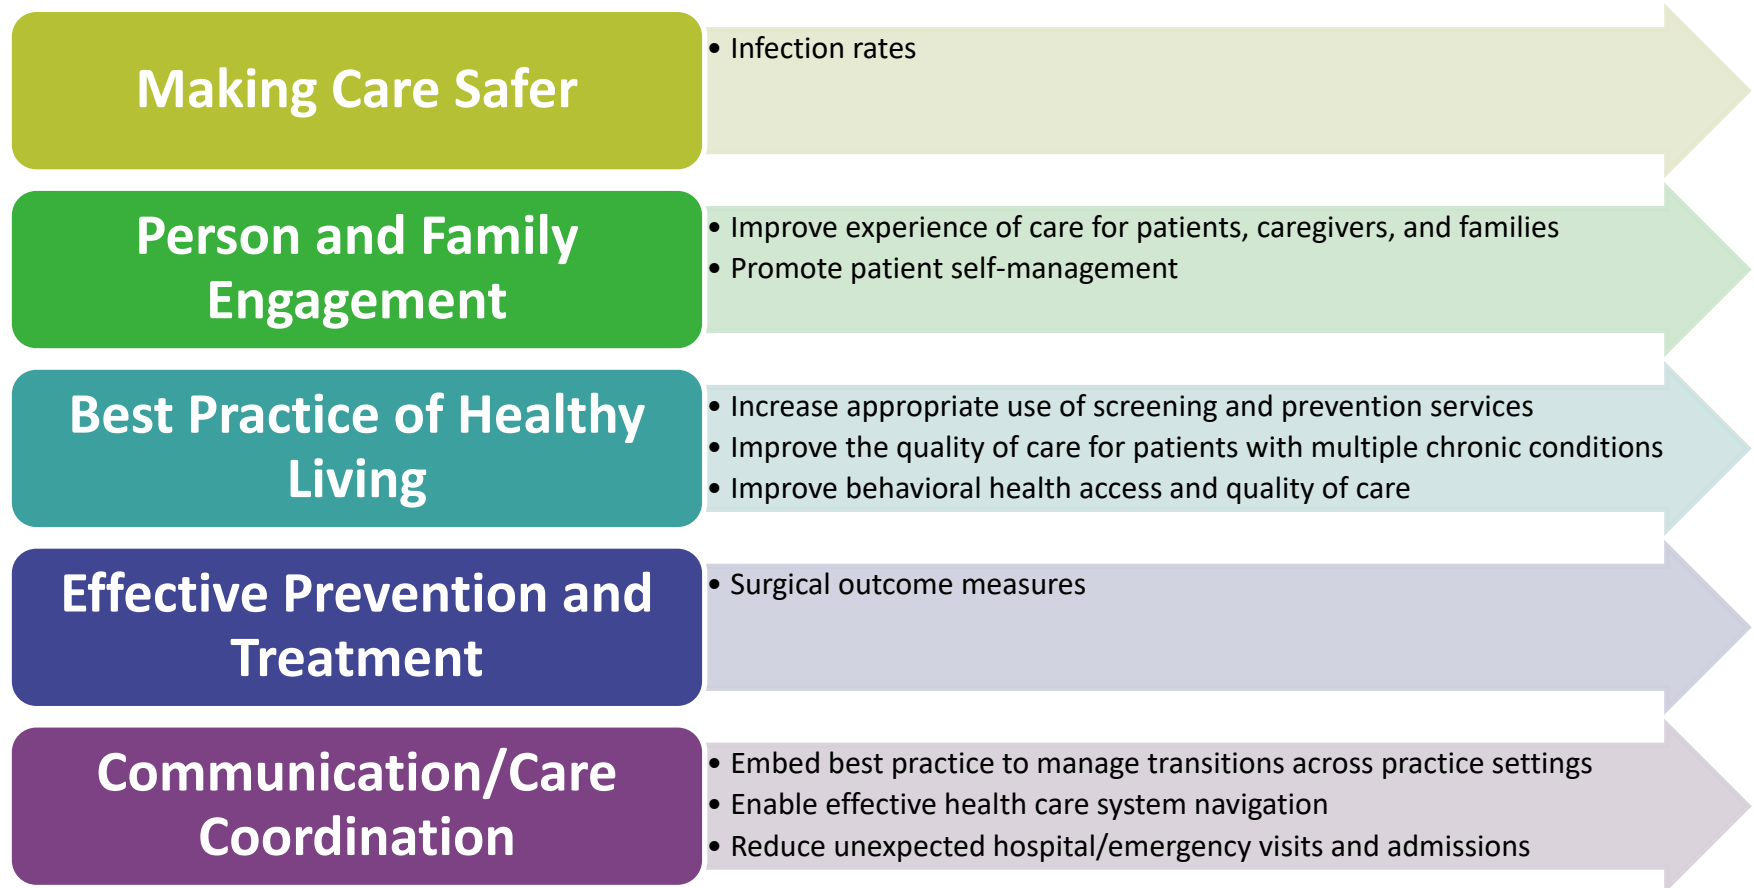 Making Care Safer
• Infection rates
Person and Family
Engagement
• Improve experience of care for patients, caregivers, and families
• Promote patient self-management
Best Practice of Healthy
Living
• Increase appropriate use of screening and prevention services
• Improve the quality of care for patients with multiple chronic conditions
• Improve behavioral health access and quality of care
Effective Prevention and
Treatment
• Surgical outcome measures
Communication/Care
Coordination
• Embed best practice to manage transitions across practice settings
• Enable effective health care system navigation
• Reduce unexpected hospital/emergency visits and admissions